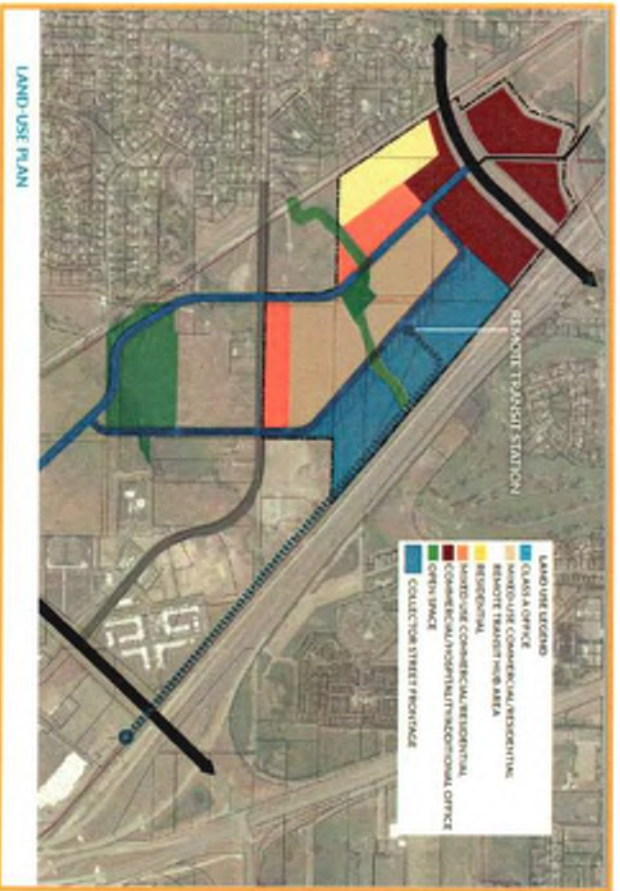 LAND-USE PLAN
REMOTE TRANSIT STATION
LAND USE LEGEND
CLASS A OFFICE
MIXED-USE COMMERCIAL/RESIDENTIAL
REMOTE TRANSIT HUB AREA
RESIDENTIAL
MIXED-USE COMMERCIAL/RESIDENTIAL
COMMERCIAL/HOSPITALITY/ADDITIONAL OFFICE
OPEN SPACE
COLLECTOR STREET FRONTAGE